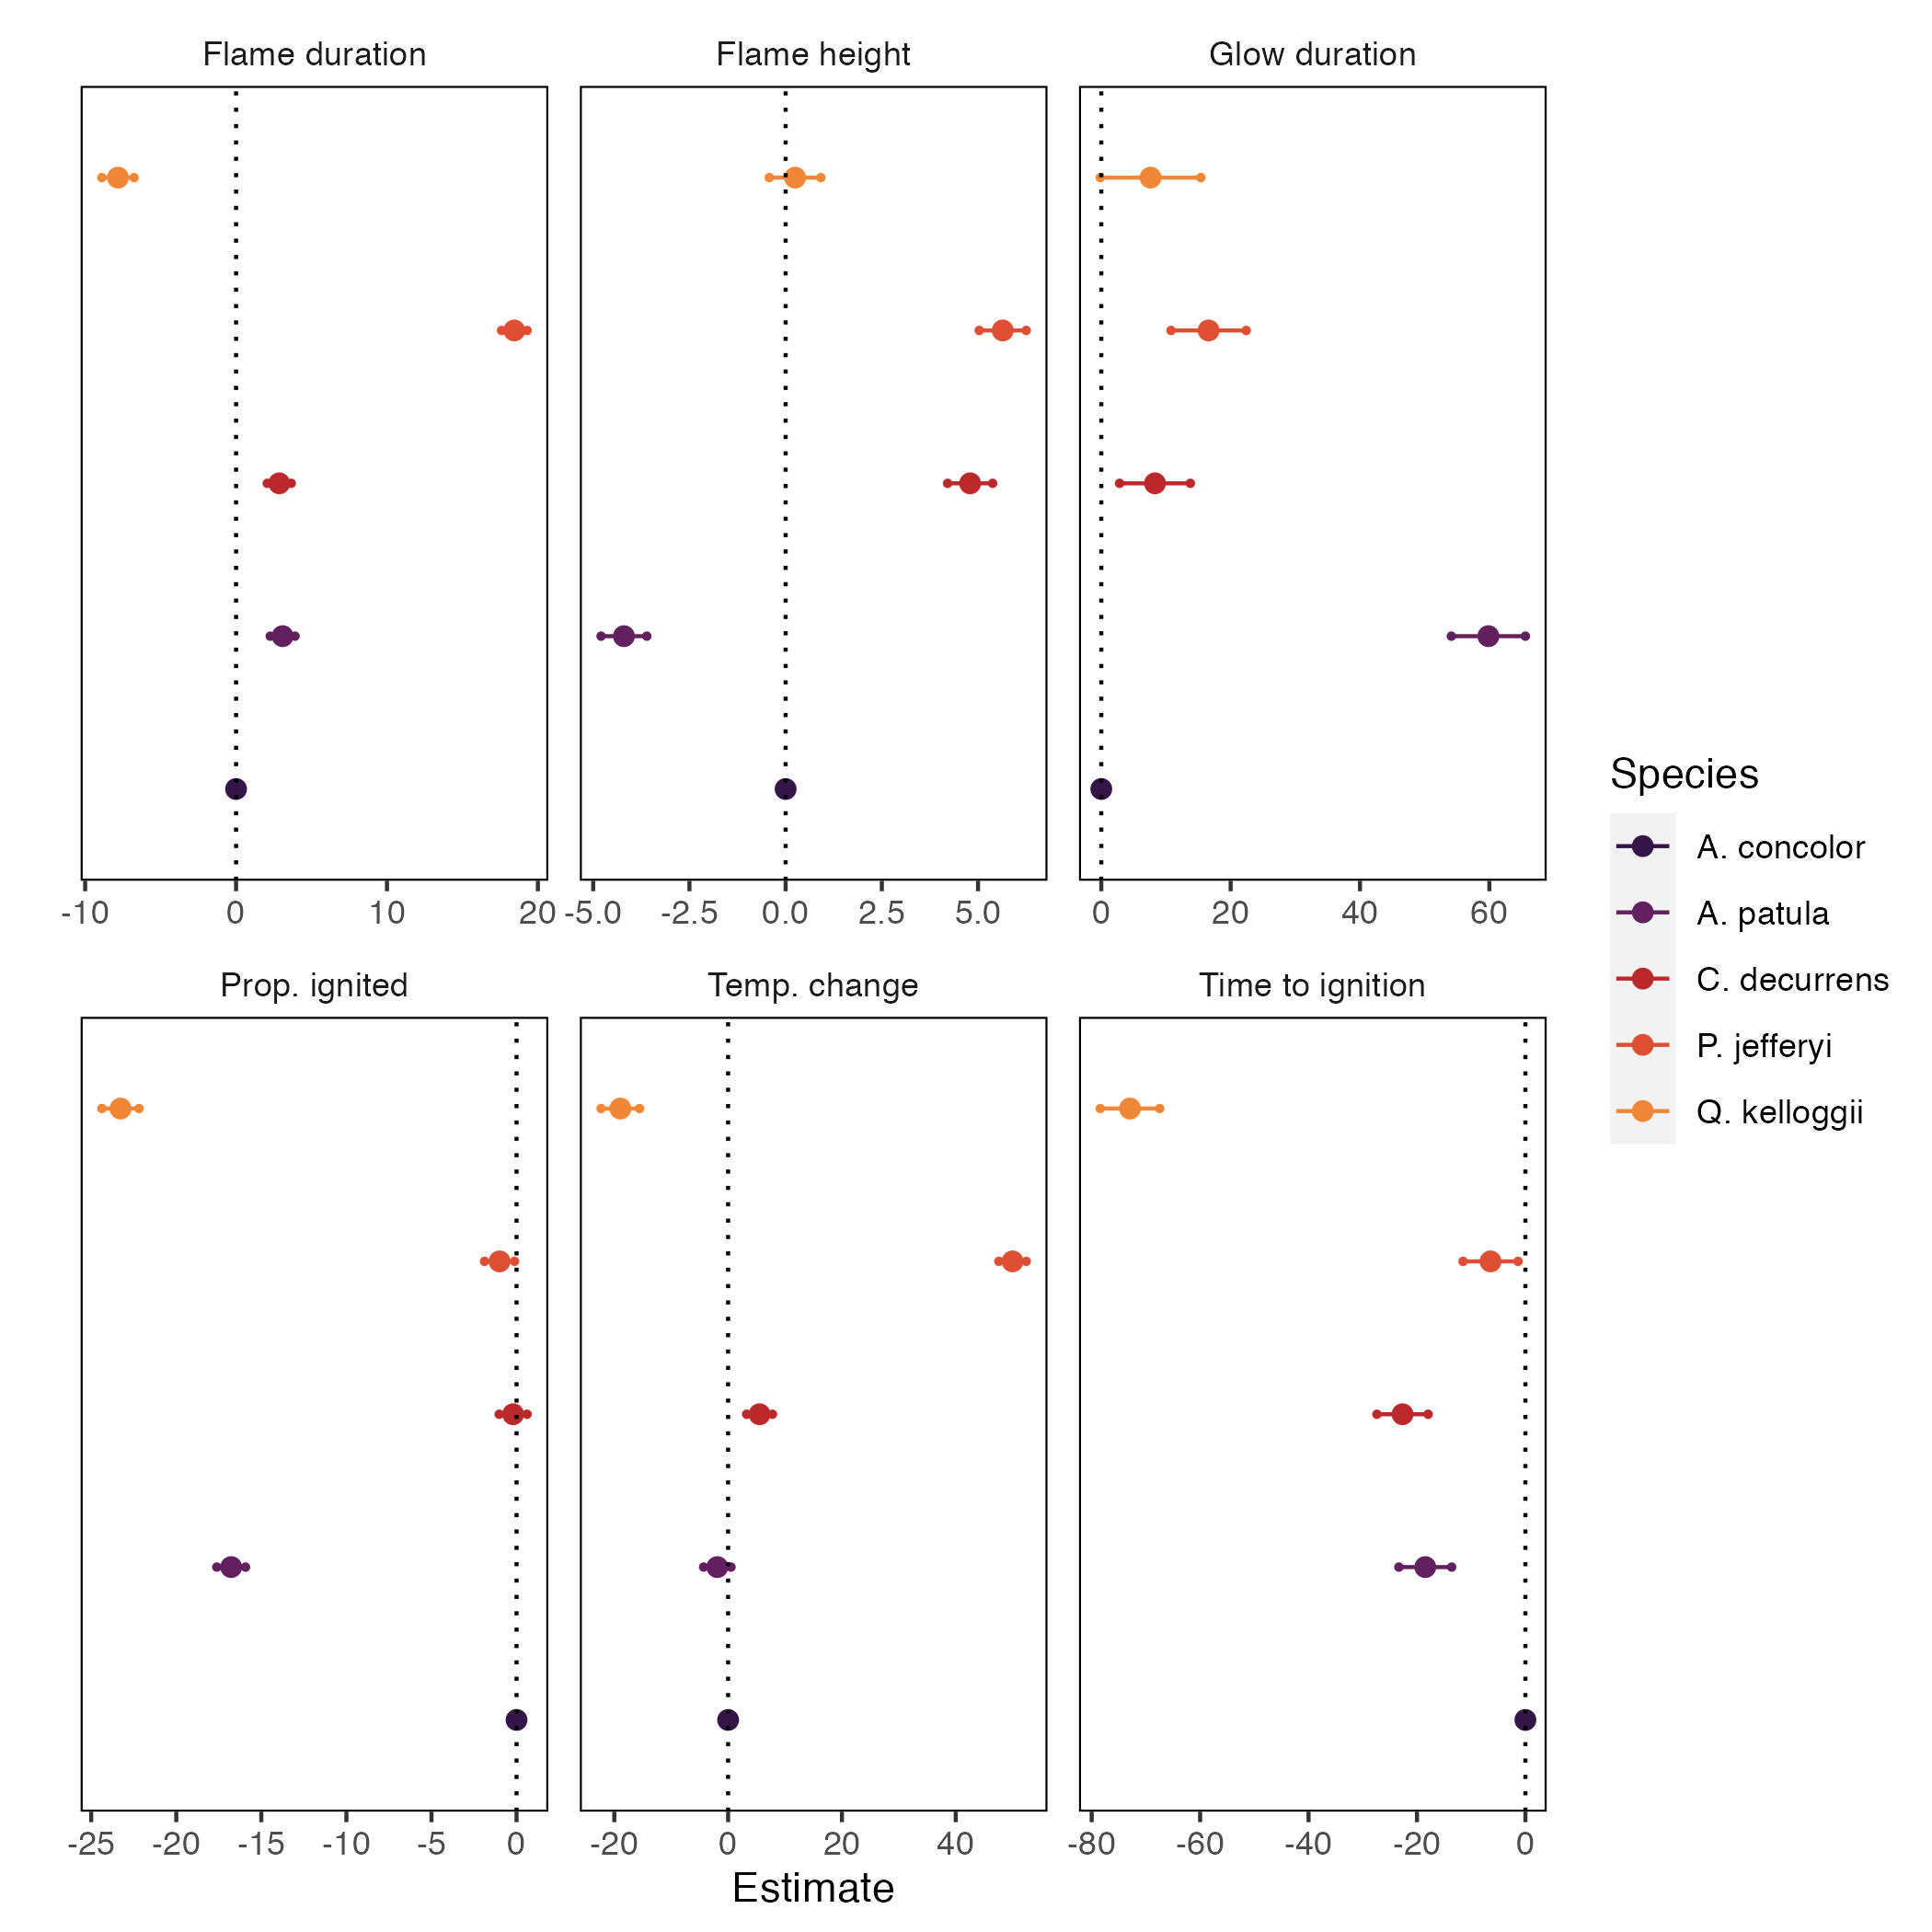 Flame duration Flame height Glow duration
-10 0 10 20 -5.0 -2.5 0.0 2.5 5.0 0 20 40 60
Species
A. concolor
A. patula
C. decurrens
P. jefferyi
Q. kelloggii
Prop. ignited Temp. change Time to ignition
-25 -20 -15 -10 -5 0 -20 0 20 40 -80 -60 -40 -20 0
Estimate